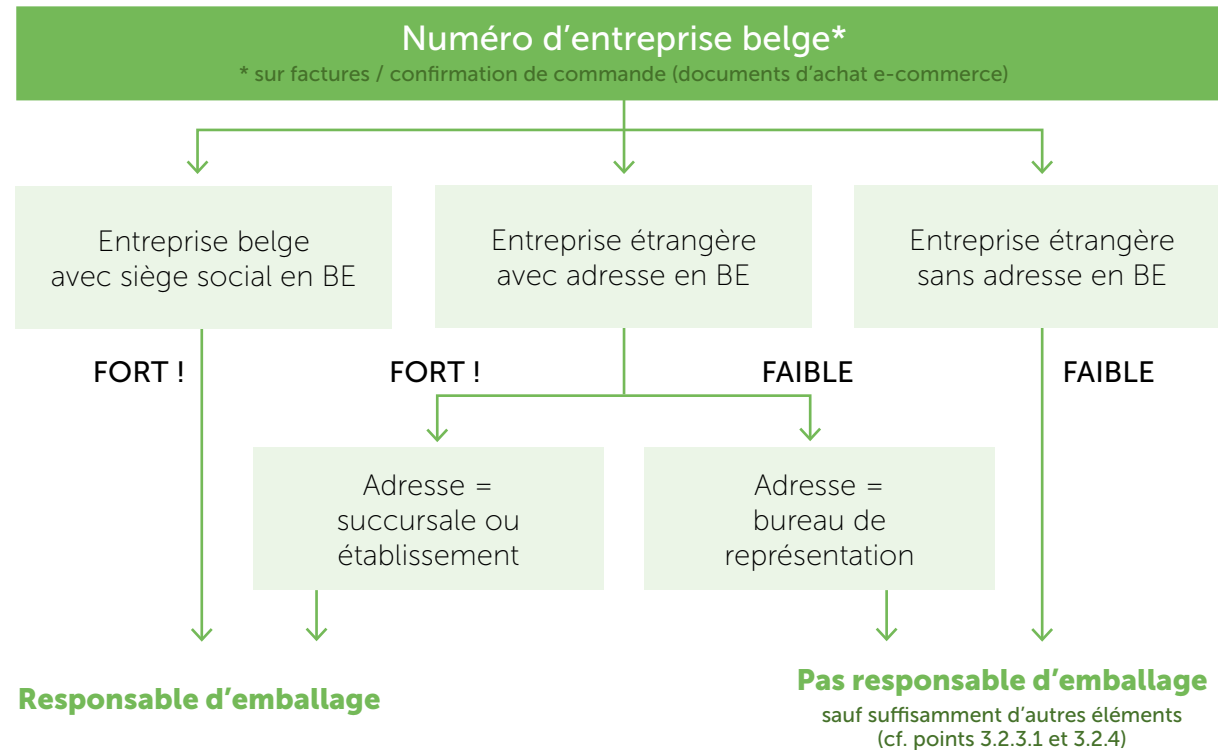 Numéro d’entreprise belge*
* sur factures / confirmation de commande (documents d’achat e-commerce)
Entreprise belge
avec siège social en BE
Entreprise étrangère
avec adresse en BE
Entreprise étrangère
sans adresse en BE
FORT !
FORT !
FAIBLE
FAIBLE
Adresse =
succursale ou
établissement
Adresse =
bureau de
représentation
Responsable d’emballage
Pas responsable d’emballage
sauf suffisamment d’autres éléments
(cf. points 3.2.3.1 et 3.2.4)